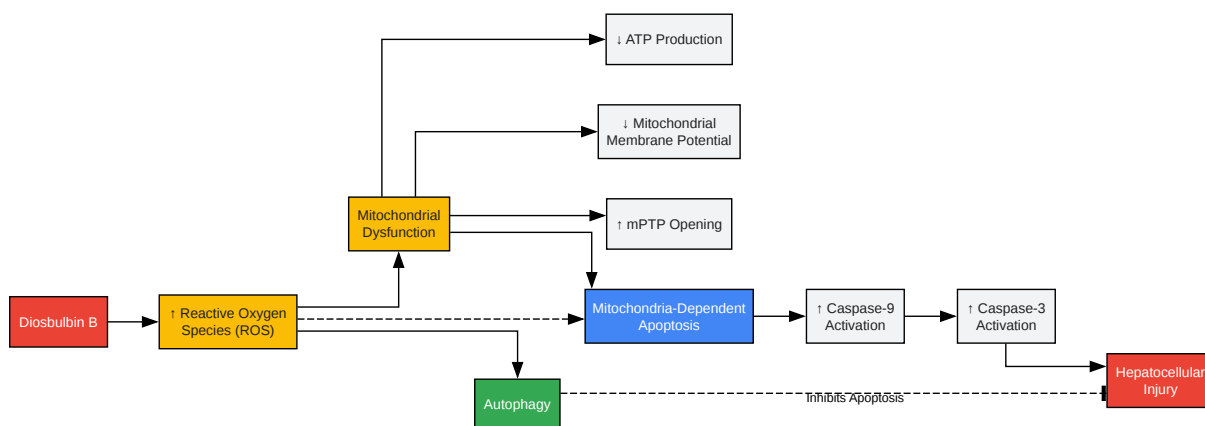 ↓ ATP Production
↓ Mitochondrial
Membrane Potential
Mitochondrial
Dysfunction
↑ mPTP Opening
Diosbulbin B
↑ Reactive Oxygen
Species (ROS)
Mitochondria-Dependent
Apoptosis
↑ Caspase-9
Activation
↑ Caspase-3
Activation
Hepatocellular
Injury
Autophagy
Inhibits Apoptosis